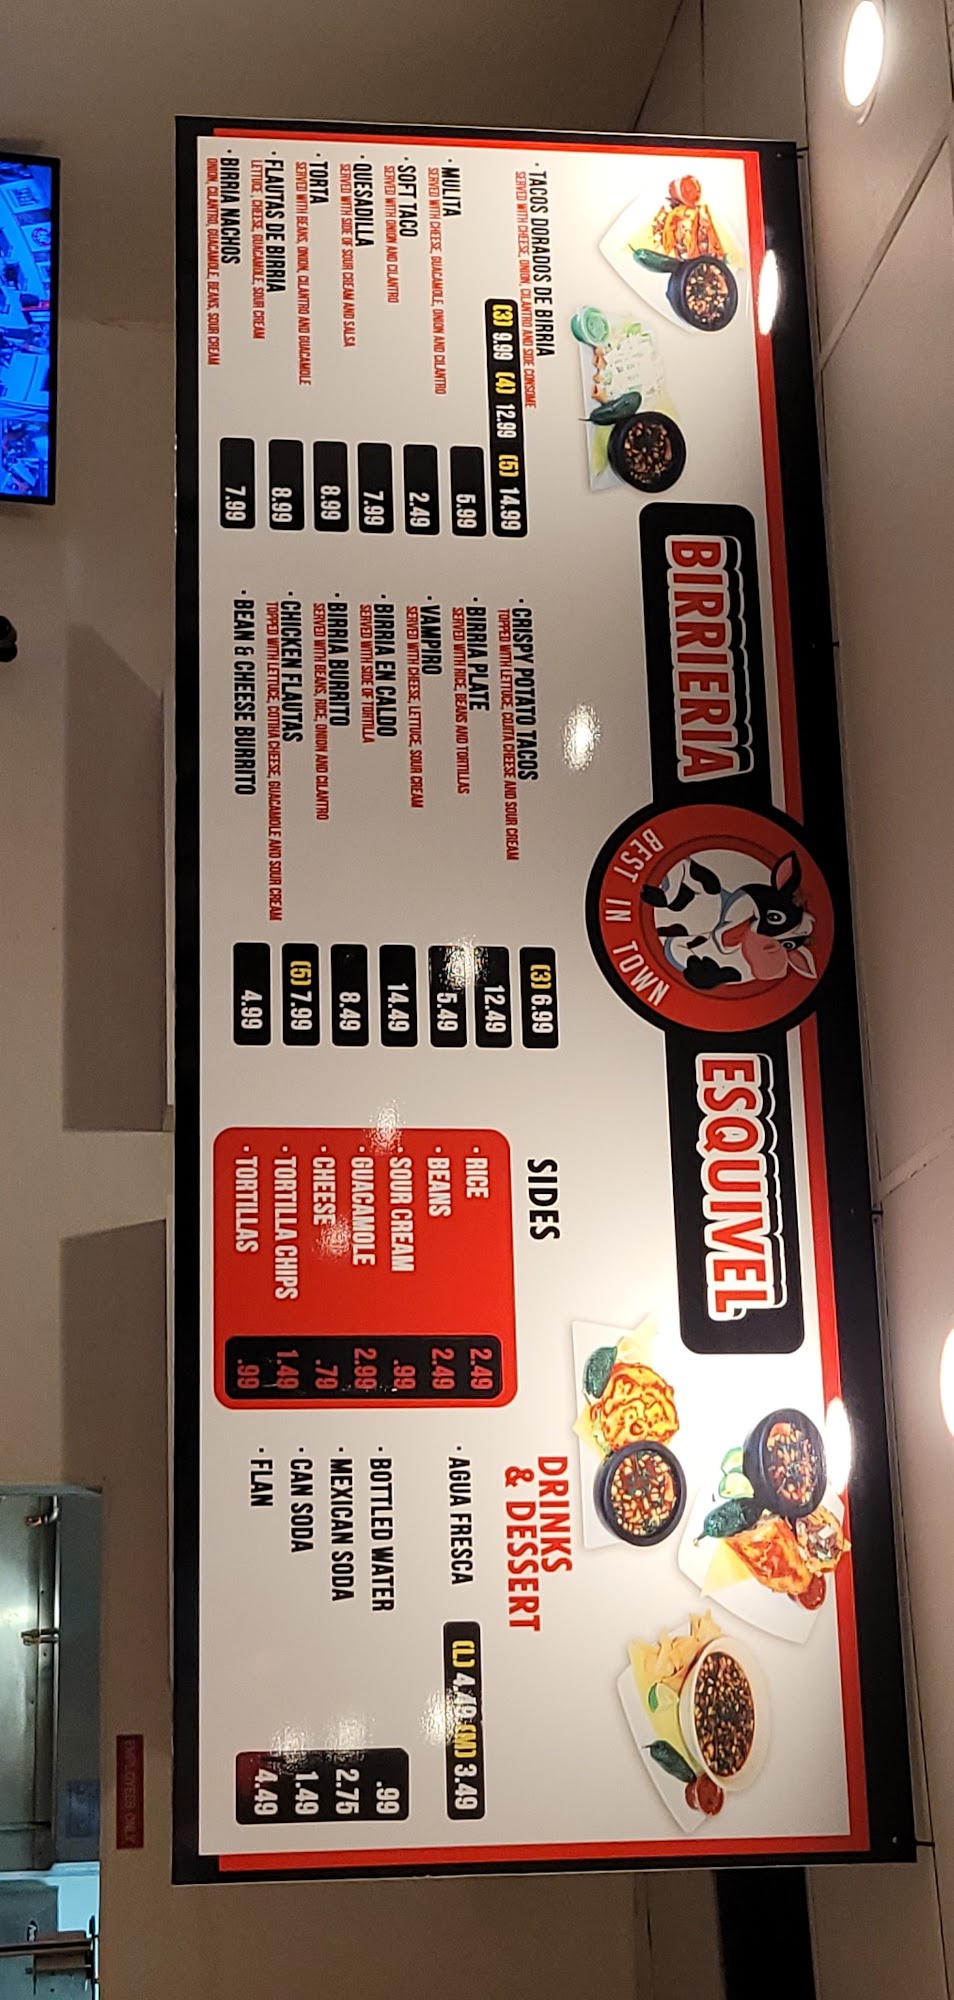 BIRRIERIA
BEST IN TOWN
ESQUIVEL
· TACOS DORADOS DE BIRRIA
SERVED WITH CHEESE, ONION, CILANTRO AND SIDE CONSOME
(3) 9.99 (4) 12.99 (5) 14.99
· MULITA 5.99
SERVED WITH CHEESE, GUACAMOLE, ONION AND CILANTRO
· SOFT TACO 2.49
SERVED WITH ONION AND CILANTRO
· QUESADILLA 7.99
SERVED WITH SIDE OF SOUR CREAM AND SALSA
· TORTA 8.99
SERVED WITH BEANS, ONION, CILANTRO AND GUACAMOLE
· FLAUTAS DE BIRRIA 8.99
LETTUCE, CHEESE, GUACAMOLE, SOUR CREAM
· BIRRIA NACHOS 7.99
ONION, CILANTRO, GUACAMOLE, BEANS, SOUR CREAM
· CRISPY POTATO TACOS (3) 6.99
TOPPED WITH LETTUCE, COJITA CHEESE AND SOUR CREAM
· BIRRIA PLATE 12.49
SERVED WITH RICE, BEANS AND TORTILLAS
· VAMPIRO 5.49
SERVED WITH CHEESE, LETTUCE, SOUR CREAM
· BIRRIA EN CALDO 14.49
SERVED WITH SIDE OF TORTILLA
· BIRRIA BURRITO 8.49
SERVED WITH BEANS, RICE, ONION AND CILANTRO
· CHICKEN FLAUTAS (5) 7.99
TOPPED WITH LETTUCE, COTIJA CHEESE, GUACAMOLE AND SOUR CREAM
· BEAN & CHEESE BURRITO 4.99
SIDES
· RICE 2.49
· BEANS 2.49
· SOUR CREAM .99
· GUACAMOLE 2.99
· CHEESE .79
· TORTILLA CHIPS 1.49
· TORTILLAS .99
DRINKS
& DESSERT
· AGUA FRESCA (L) 4.49 (M) 3.49
· BOTTLED WATER .99
· MEXICAN SODA 2.75
· CAN SODA 1.49
· FLAN 4.49
EMPLOYEES ONLY